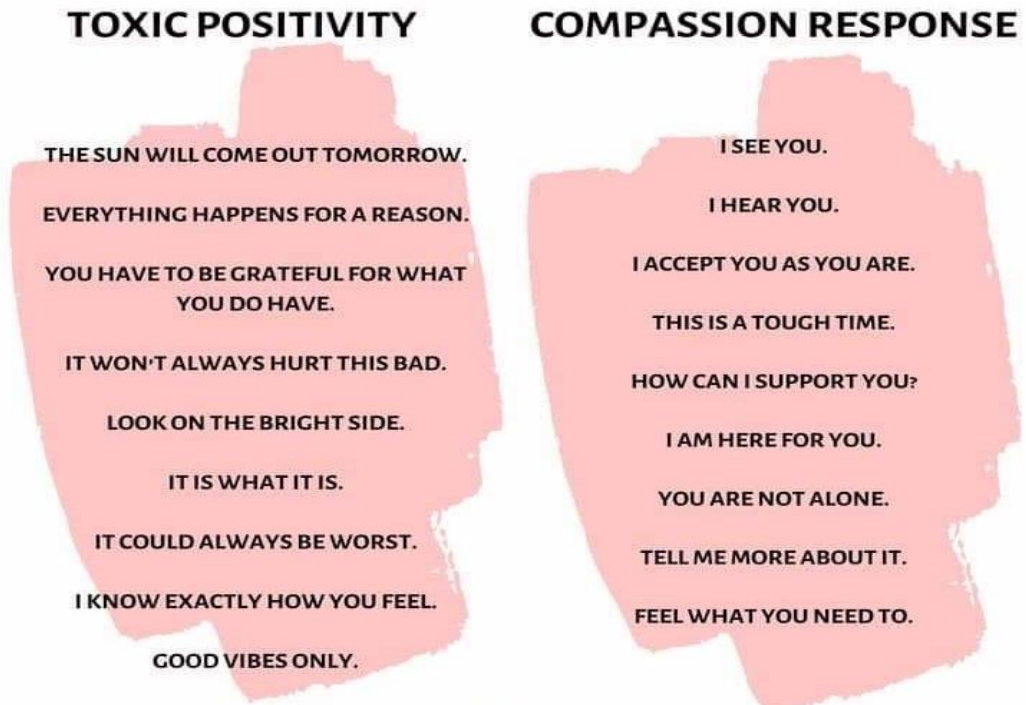 TOXIC POSITIVITY
THE SUN WILL COME OUT TOMORROW.
EVERYTHING HAPPENS FOR A REASON.
YOU HAVE TO BE GRATEFUL FOR WHAT
YOU DO HAVE.
IT WON'T ALWAYS HURT THIS BAD.
LOOK ON THE BRIGHT SIDE.
IT IS WHAT IT IS.
IT COULD ALWAYS BE WORST.
I KNOW EXACTLY HOW YOU FEEL.
GOOD VIBES ONLY.
COMPASSION RESPONSE
I SEE YOU.
I HEAR YOU.
I ACCEPT YOU AS YOU ARE.
THIS IS A TOUGH TIME.
HOW CAN I SUPPORT YOU?
I AM HERE FOR YOU.
YOU ARE NOT ALONE.
TELL ME MORE ABOUT IT.
FEEL WHAT YOU NEED TO.